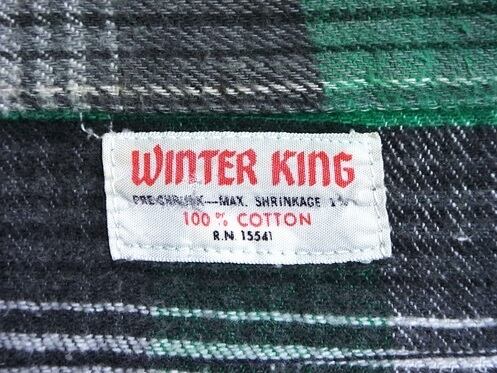 WINTER KING
PRE-SHRUNK—MAX. SHRINKAGE 1%
100% COTTON
R.N. 15541